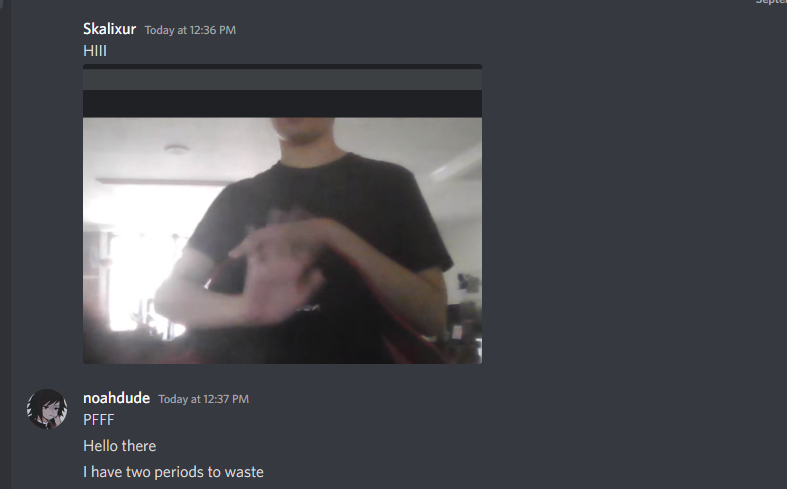 Septe
Skalixur Today at 12:36 PM
HIII
noahdude Today at 12:37 PM
PFFF
Hello there
I have two periods to waste